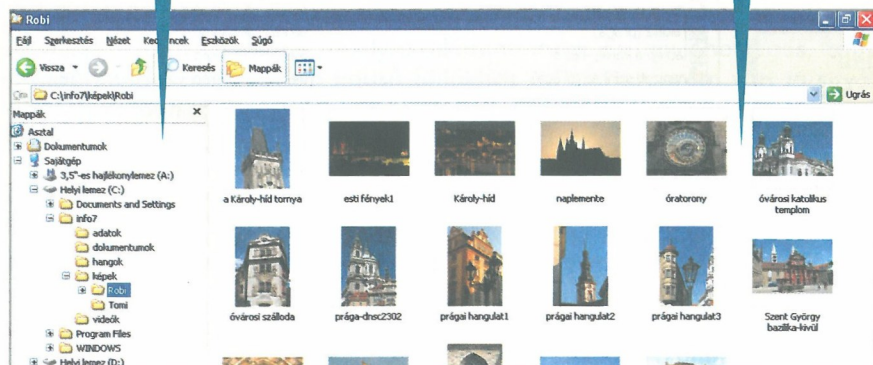 Robi
Fájl Szerkesztés Nézet Kedvencek Eszközök Súgó
Vissza Keresés Mappák
C:\info7\képek\Robi Ugrás
Mappák
Asztal
Dokumentumok
Sajátgép
3,5"-es hajlékonylemez (A:)
Helyi lemez (C:)
Documents and Settings
info7
adatok
dokumentumok
hangok
képek
Robi
Tomi
videók
Program Files
WINDOWS
Helyi lemez (D:)
a Károly-híd tornya
esti fények1
Károly-híd
naplemente
óratorony
óvárosi katolikus
templom
óvárosi szálloda
prága-dnsc2302
prágai hangulat1
prágai hangulat2
prágai hangulat3
Szent György
bazilika-kívül